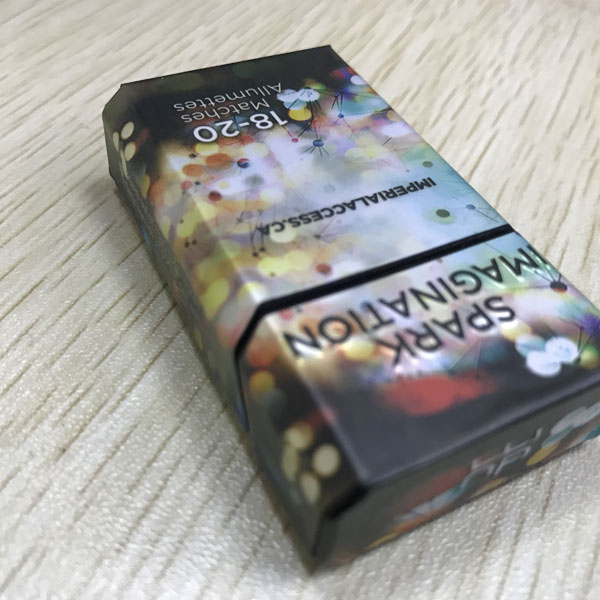 SPARK
IMAGINATION
IMPERIALACCESS.CA
18-20
Matches
Allumettes